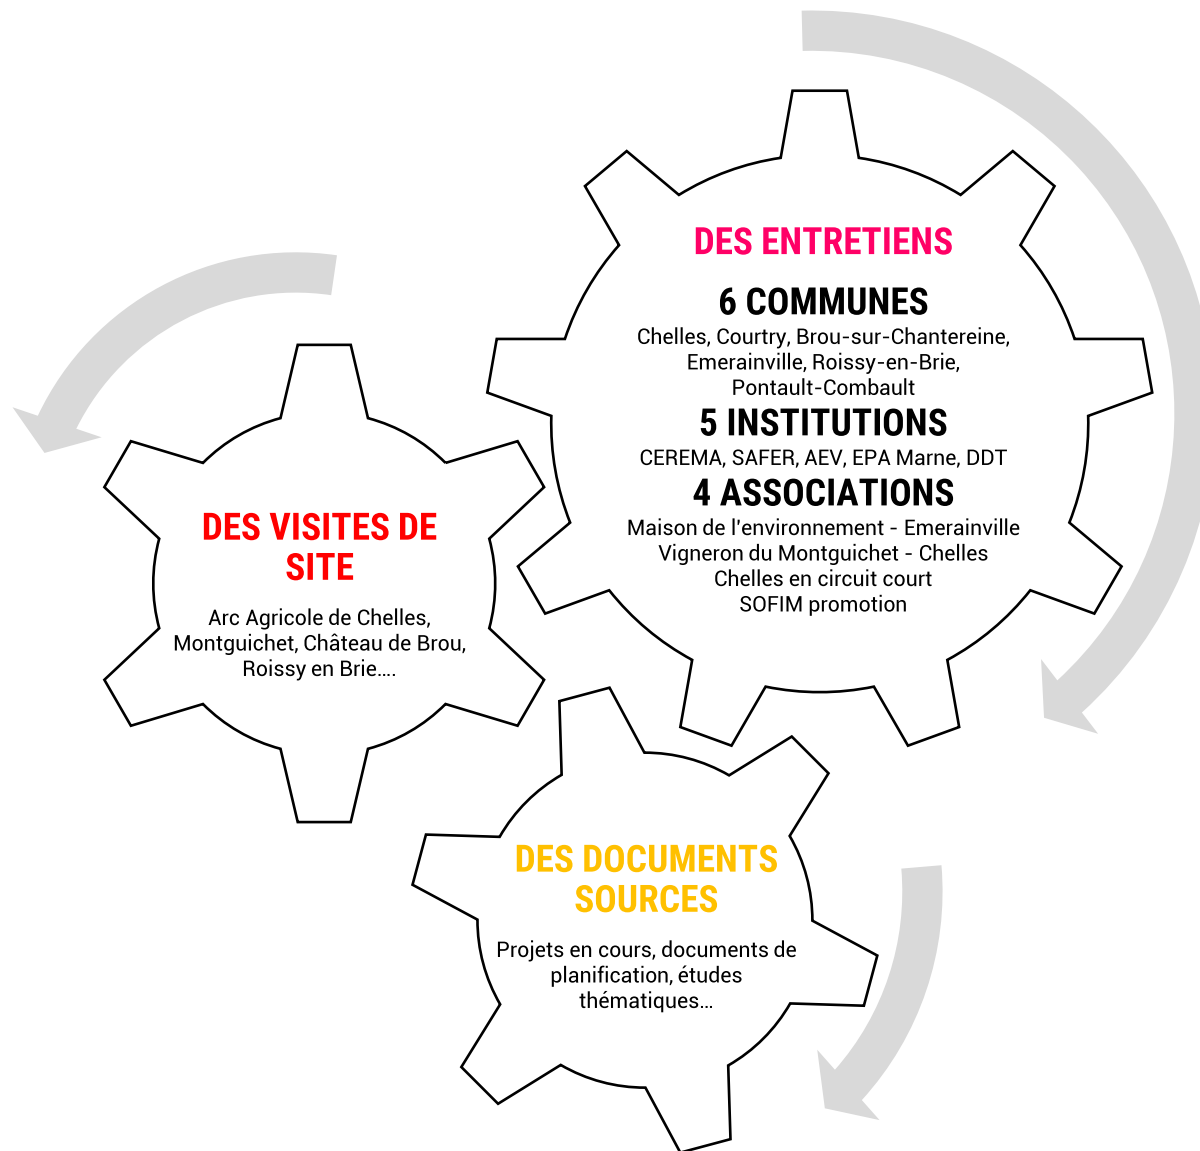 DES ENTRETIENS
6 COMMUNES
Chelles, Courtry, Brou-sur-Chantereine,
Emerainville, Roissy-en-Brie,
Pontault-Combault
5 INSTITUTIONS
CEREMA, SAFER, AEV, EPA Marne, DDT
4 ASSOCIATIONS
Maison de l'environnement - Emerainville
Vigneron du Montguichet - Chelles
Chelles en circuit court
SOFIM promotion
DES VISITES DE
SITE
Arc Agricole de Chelles,
Montguichet, Château de Brou,
Roissy en Brie….
DES DOCUMENTS
SOURCES
Projets en cours, documents de
planification, études
thématiques…